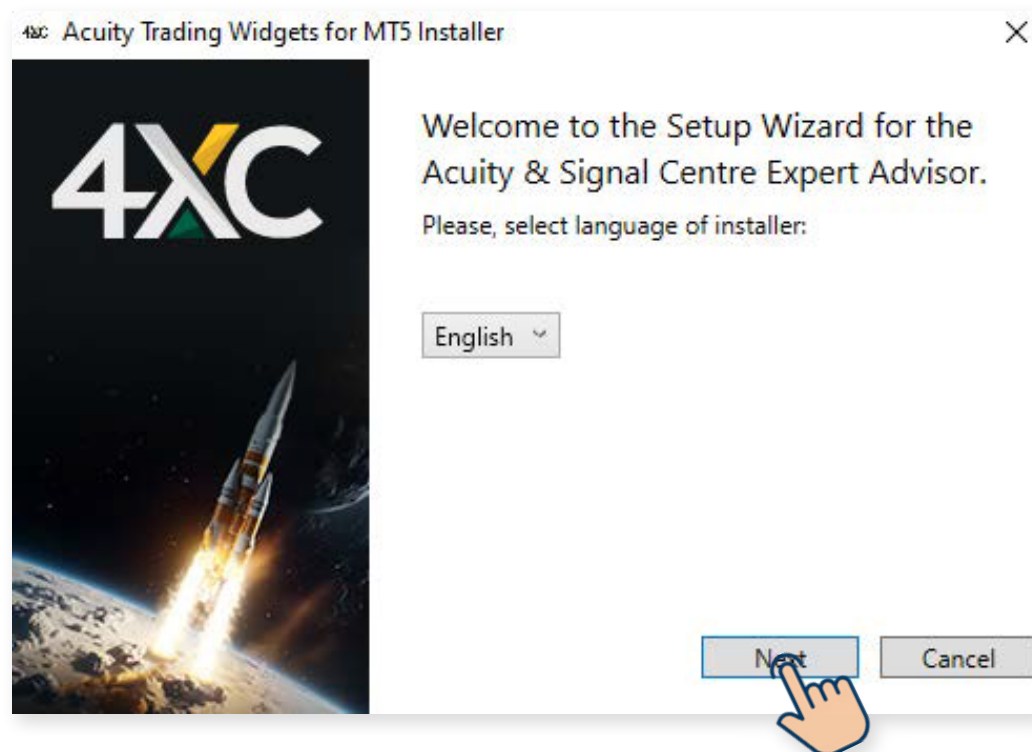 4XC Acuity Trading Widgets for MT5 Installer
4XC
Welcome to the Setup Wizard for the
Acuity & Signal Centre Expert Advisor.
Please, select language of installer:
English
Next
Cancel